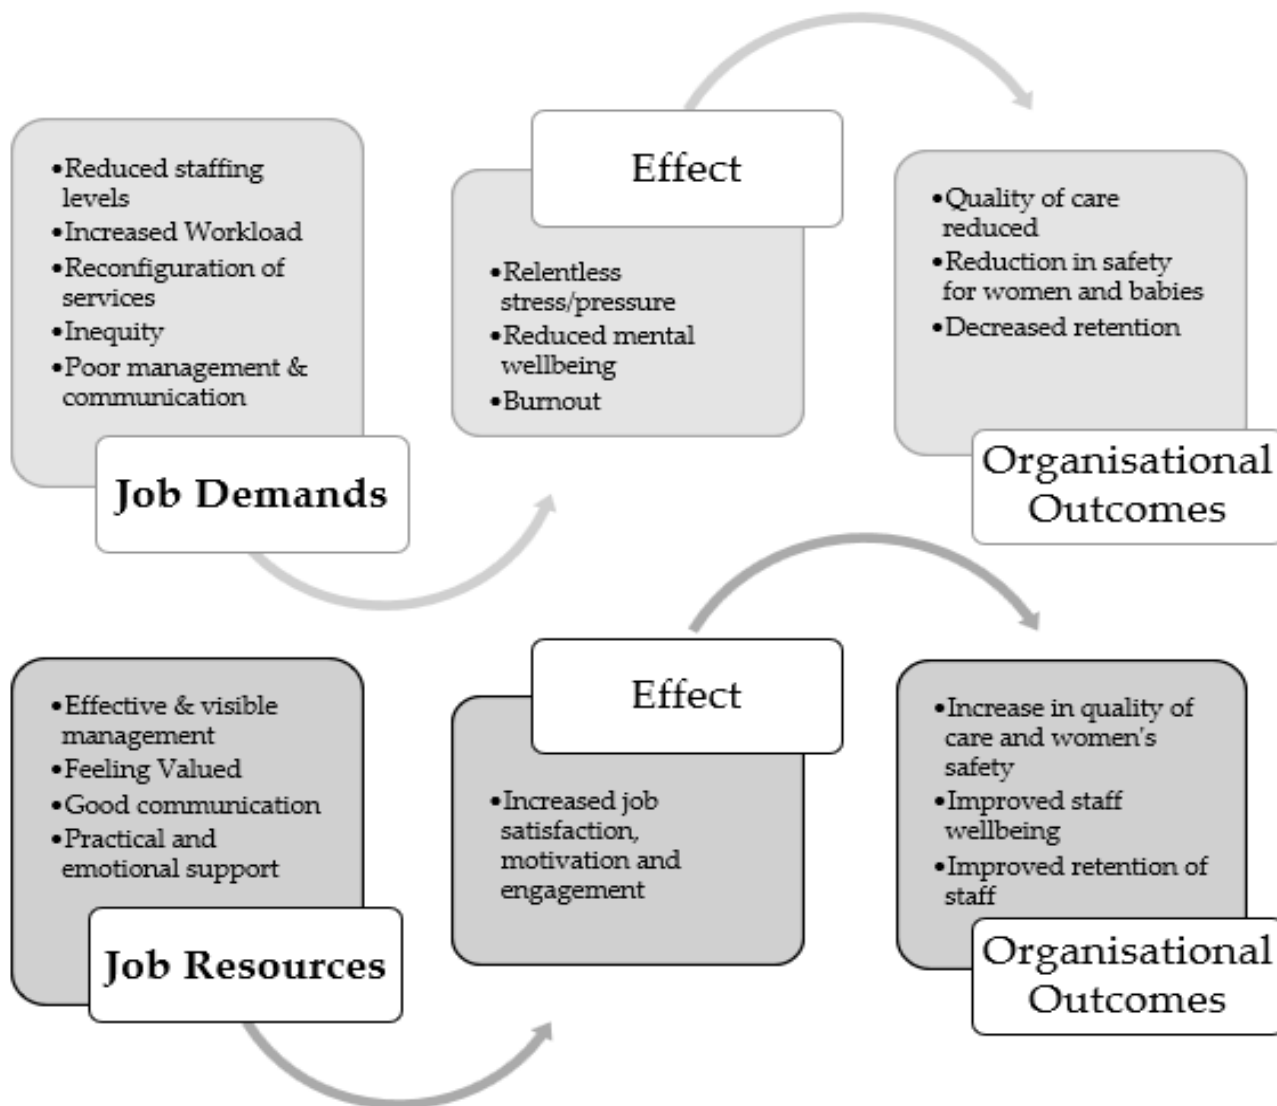 •Reduced staffing
levels
•Increased Workload
•Reconfiguration of
services
•Inequity
•Poor management &
communication
Job Demands
Effect
•Relentless
stress/pressure
•Reduced mental
wellbeing
•Burnout
•Quality of care
reduced
•Reduction in safety
for women and babies
•Decreased retention
Organisational
Outcomes
•Effective & visible
management
•Feeling Valued
•Good communication
•Practical and
emotional support
Job Resources
Effect
•Increased job
satisfaction,
motivation and
engagement
•Increase in quality of
care and women's
safety
•Improved staff
wellbeing
•Improved retention of
staff
Organisational
Outcomes